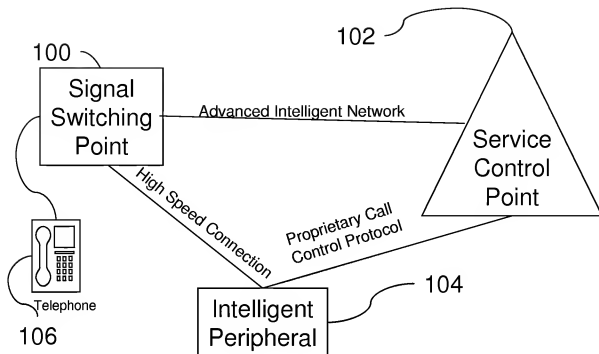 100
102
Signal
Switching
Point
Advanced Intelligent Network
Service
Control
Point
High Speed Connection
Proprietary Call
Control Protocol
Telephone
106
Intelligent
Peripheral
104